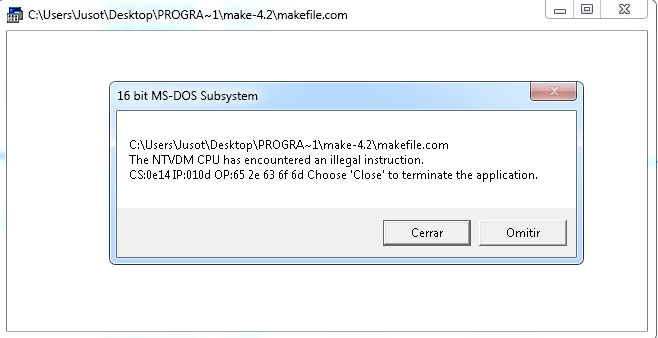 C:\Users\Jusot\Desktop\PROGRA~1\make-4.2\makefile.com
16 bit MS-DOS Subsystem
C:\Users\Jusot\Desktop\PROGRA~1\make-4.2\makefile.com
The NTVDM CPU has encountered an illegal instruction.
CS:0e14 IP:010d OP:65 2e 63 6f 6d Choose 'Close' to terminate the application.
Cerrar Omitir